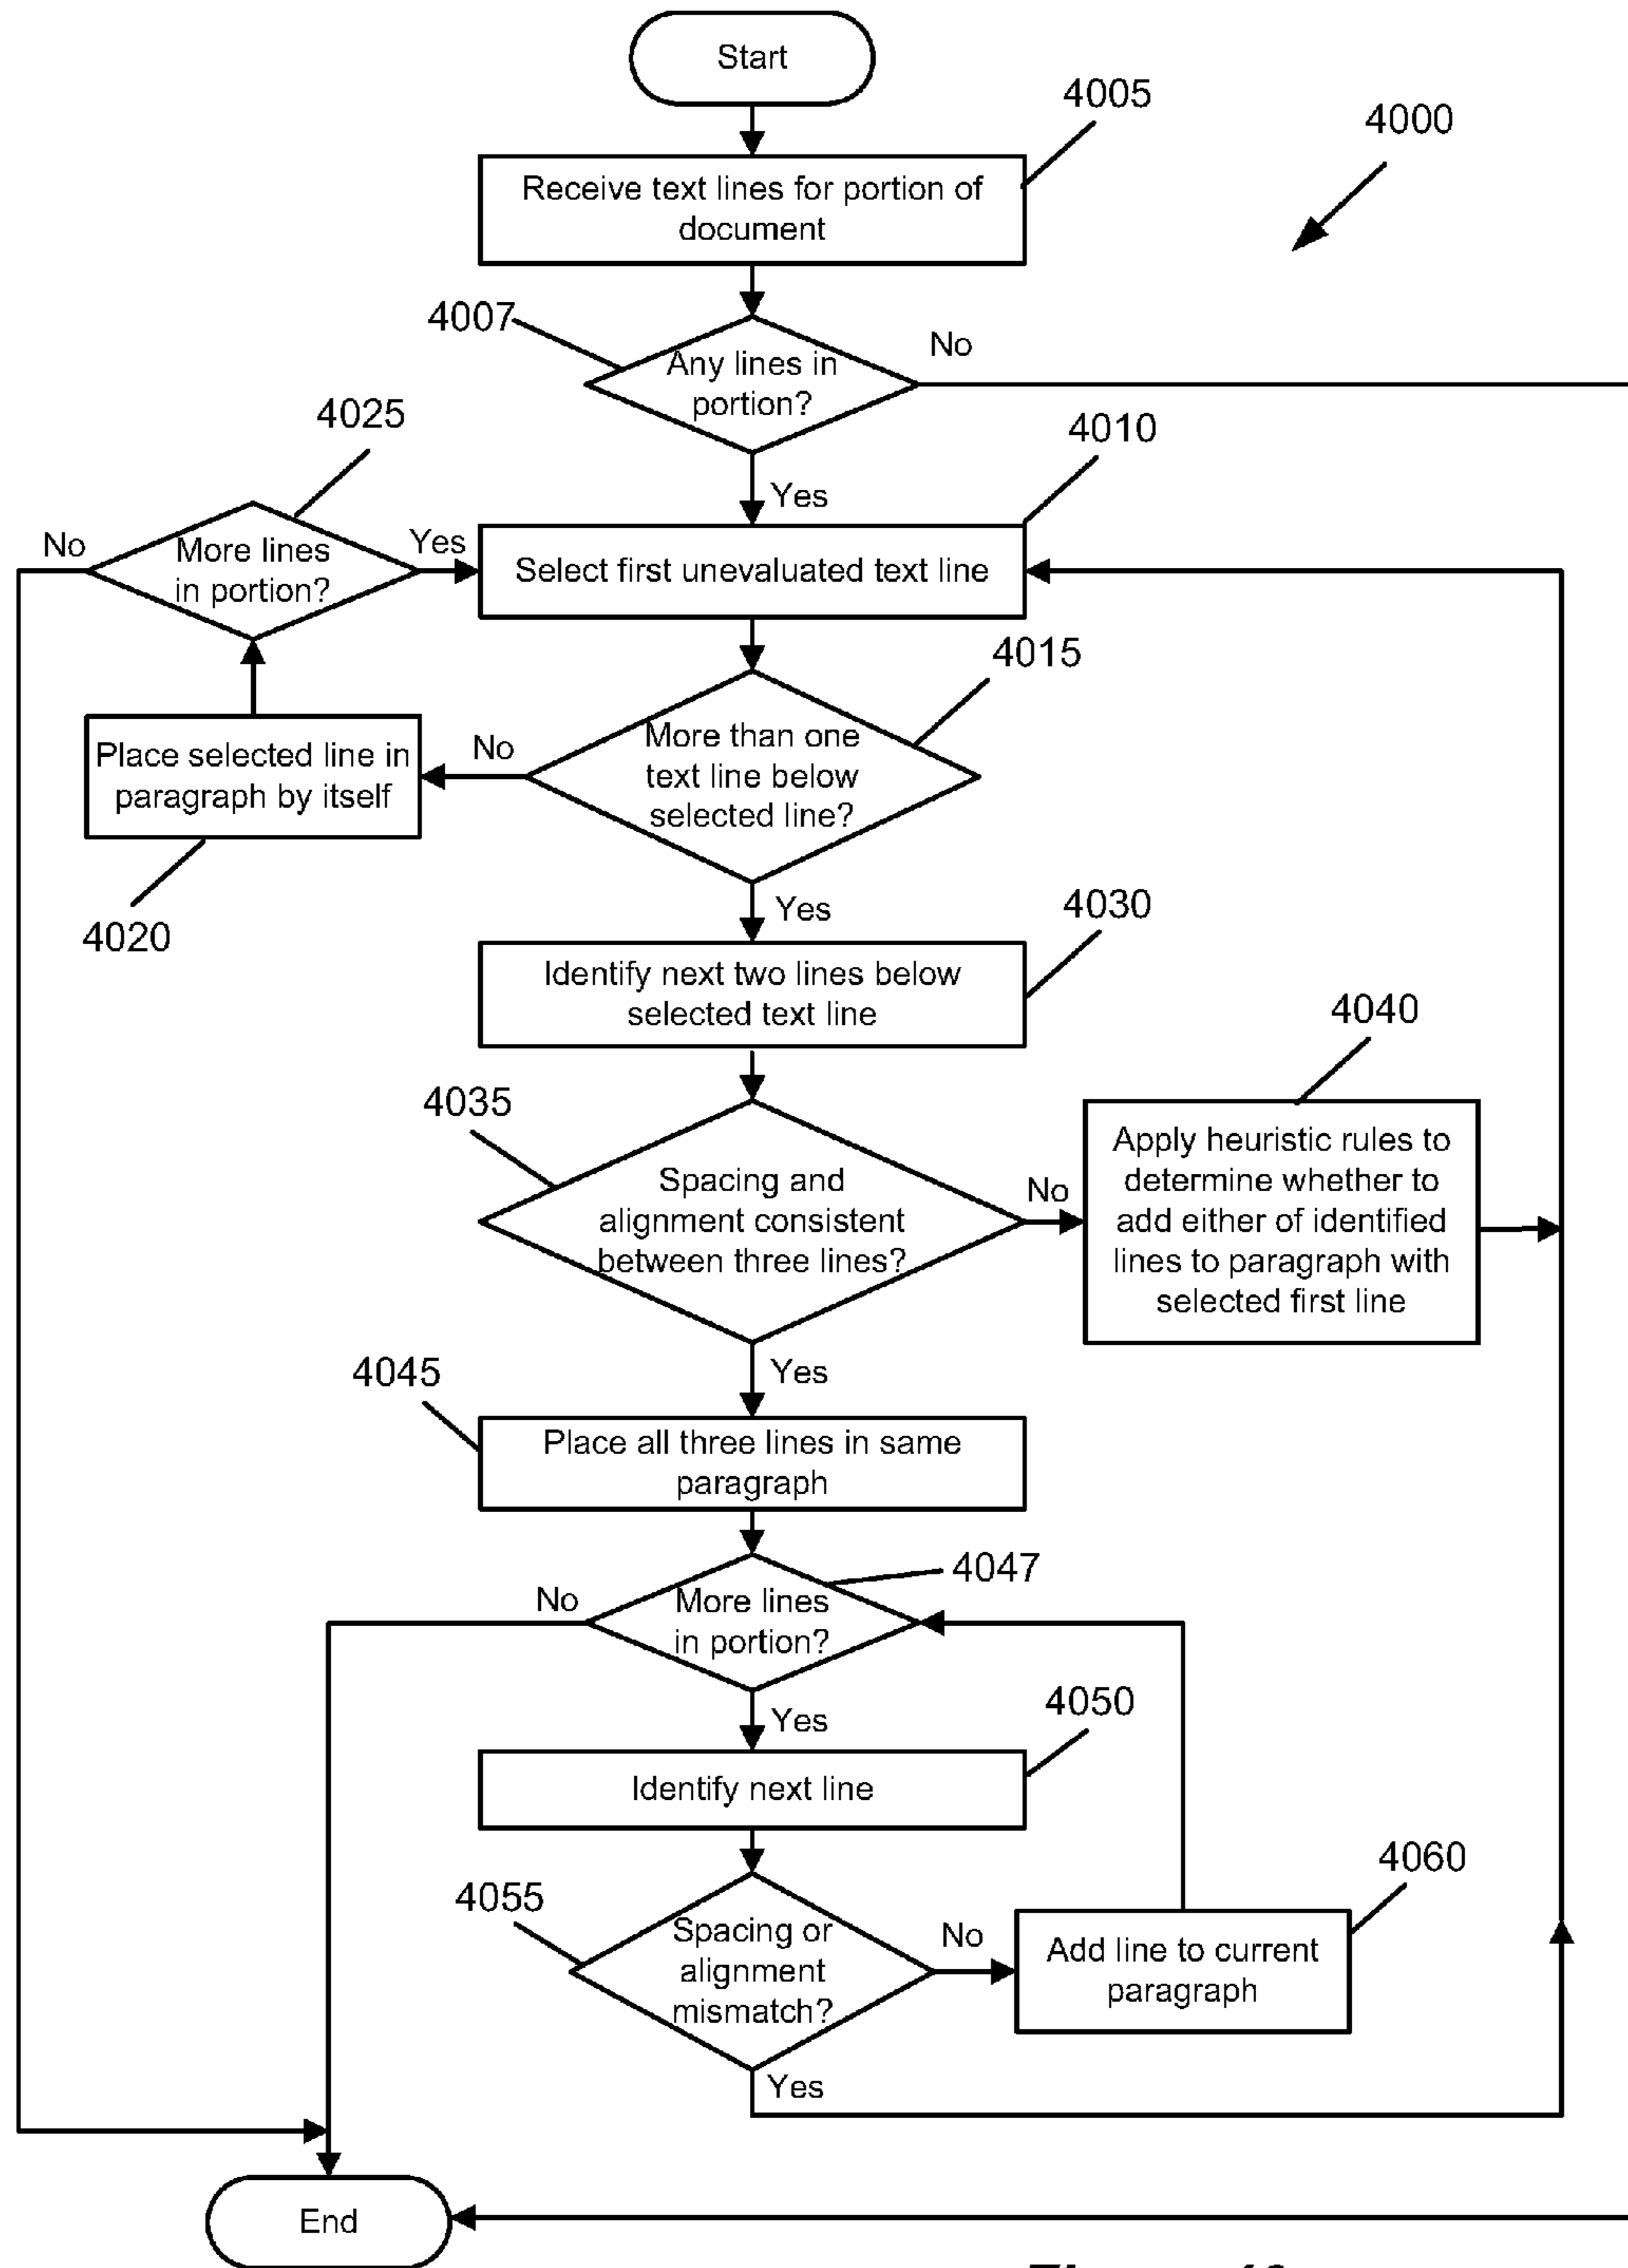 Start
4005
4000
Receive text lines for portion of
document
4007
Any lines in
portion?
No
4025
4010
Yes
No
More lines
in portion?
Yes
Select first unevaluated text line
4015
Place selected line in
paragraph by itself
No
More than one
text line below
selected line?
4020
Yes
4030
Identify next two lines below
selected text line
4040
4035
Spacing and
alignment consistent
between three lines?
No
Apply heuristic rules to
determine whether to
add either of identified
lines to paragraph with
selected first line
Yes
4045
Place all three lines in same
paragraph
4047
No
More lines
in portion?
Yes
4050
Identify next line
4060
4055
Spacing or
alignment
mismatch?
No
Add line to current
paragraph
Yes
End